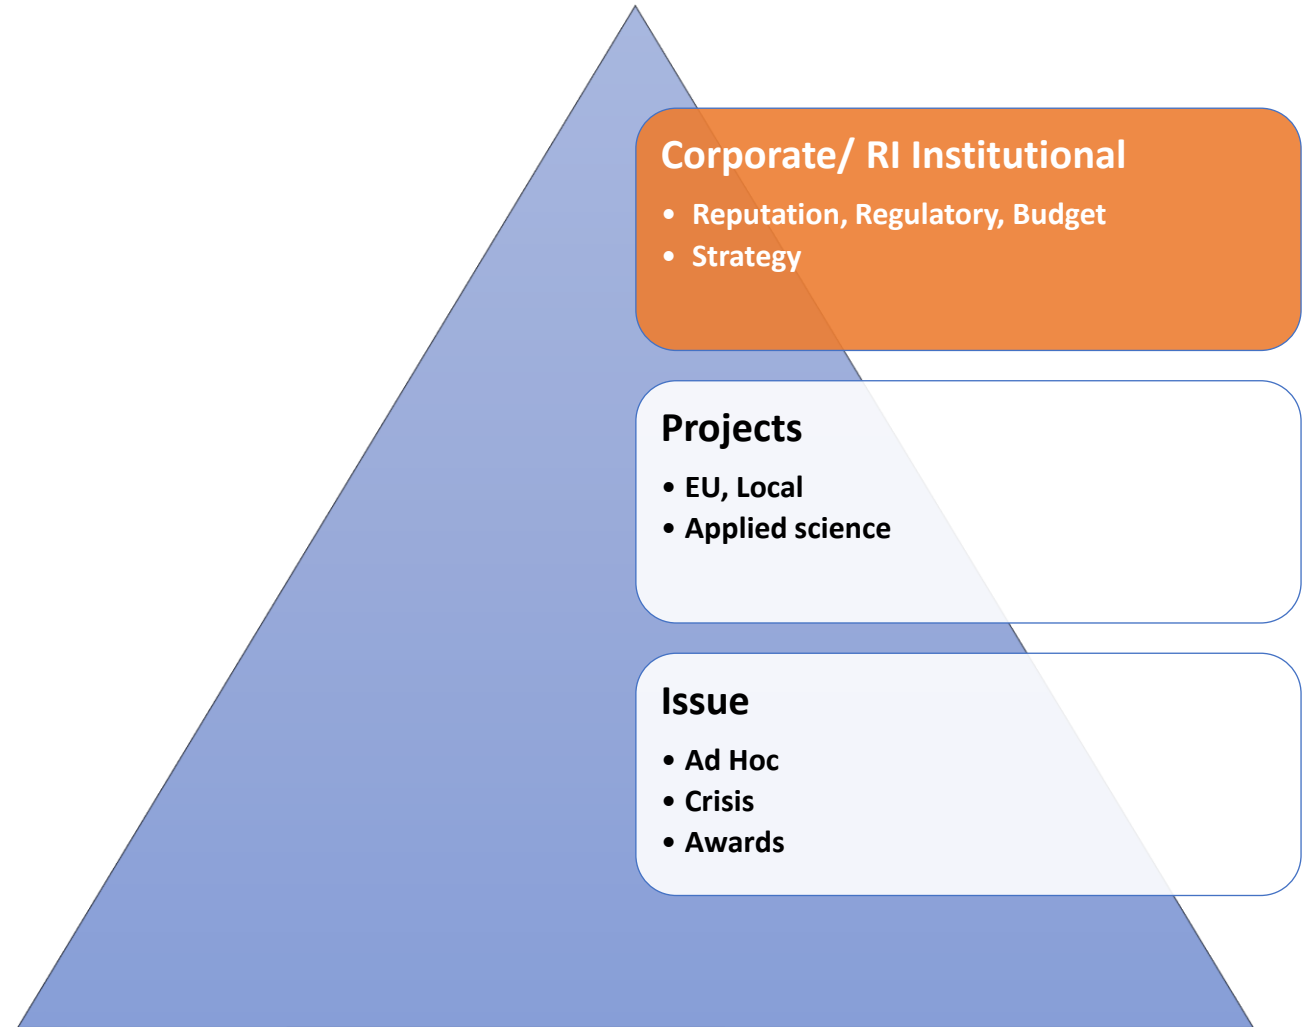 Corporate/ RI Institutional
• Reputation, Regulatory, Budget
• Strategy
Projects
• EU, Local
• Applied science
Issue
• Ad Hoc
• Crisis
• Awards